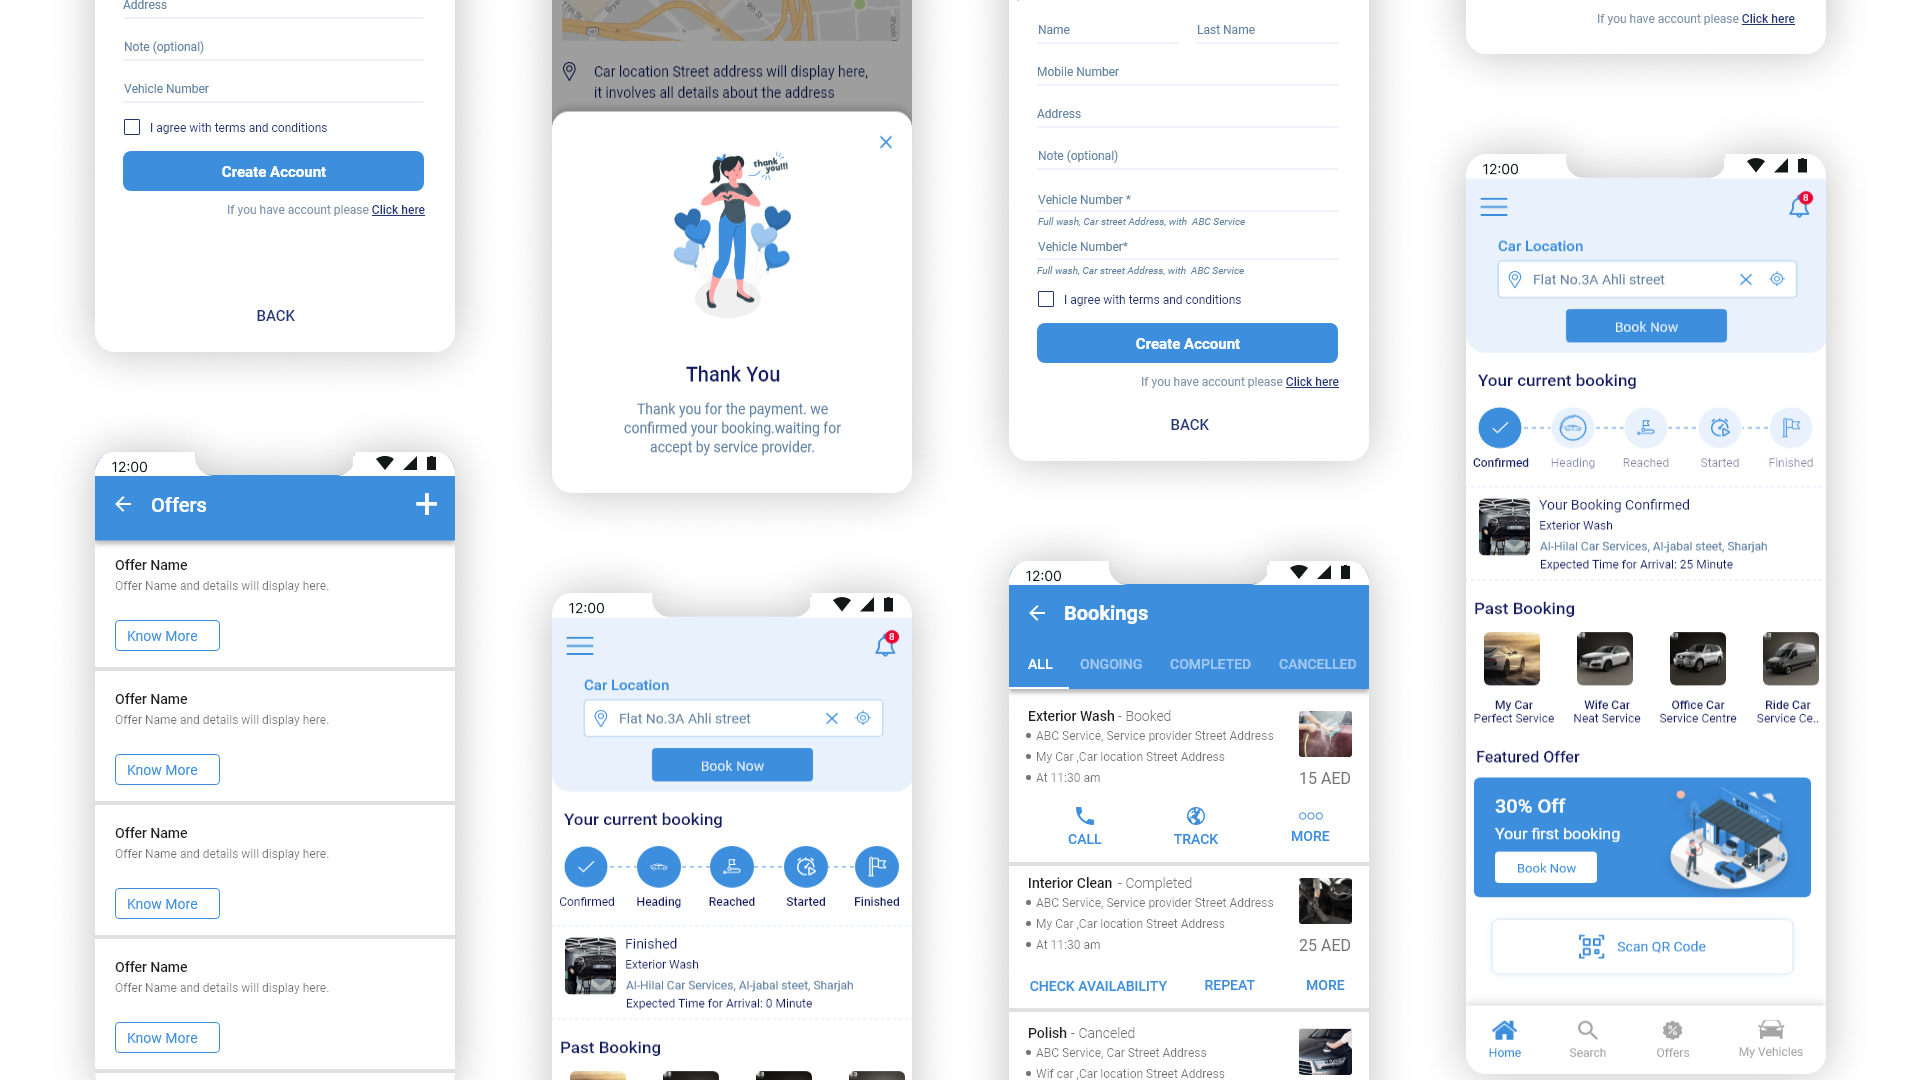 Address
Note (optional)
Vehicle Number
I agree with terms and conditions
Create Account
If you have account please Click here
BACK
12:00
Offers
Offer Name
Offer Name and details will display here.
Know More
Offer Name
Offer Name and details will display here.
Know More
Offer Name
Offer Name and details will display here.
Know More
Offer Name
Offer Name and details will display here.
Know More
Car location Street address will display here,
it involves all details about the address
thank
you!!!
Thank You
Thank you for the payment. we
confirmed your booking.waiting for
accept by service provider.
12:00
8
Car Location
Flat No.3A Ahli street
Book Now
Your current booking
Confirmed Heading Reached Started Finished
Finished
Exterior Wash
Al-Hilal Car Services, Al-jabal steet, Sharjah
Expected Time for Arrival: 0 Minute
Past Booking
Name Last Name
Mobile Number
Address
Note (optional)
Vehicle Number *
Full wash, Car street Address, with ABC Service
Vehicle Number*
Full wash, Car street Address, with ABC Service
I agree with terms and conditions
Create Account
If you have account please Click here
BACK
12:00
Bookings
ALL ONGOING COMPLETED CANCELLED
Exterior Wash - Booked
ABC Service, Service provider Street Address
My Car ,Car location Street Address
At 11:30 am
15 AED
CALL TRACK MORE
Interior Clean - Completed
ABC Service, Service provider Street Address
My Car ,Car location Street Address
At 11:30 am
25 AED
CHECK AVAILABILITY REPEAT MORE
Polish - Canceled
ABC Service, Car Street Address
Wif car ,Car location Street Address
If you have account please Click here
12:00
8
Car Location
Flat No.3A Ahli street
Book Now
Your current booking
Confirmed Heading Reached Started Finished
Your Booking Confirmed
Exterior Wash
Al-Hilal Car Services, Al-jabal steet, Sharjah
Expected Time for Arrival: 25 Minute
Past Booking
My Car Wife Car Office Car Ride Car
Perfect Service Neat Service Service Centre Service Ce..
Featured Offer
30% Off
Your first booking
Book Now
CAR
Scan QR Code
Home Search Offers My Vehicles